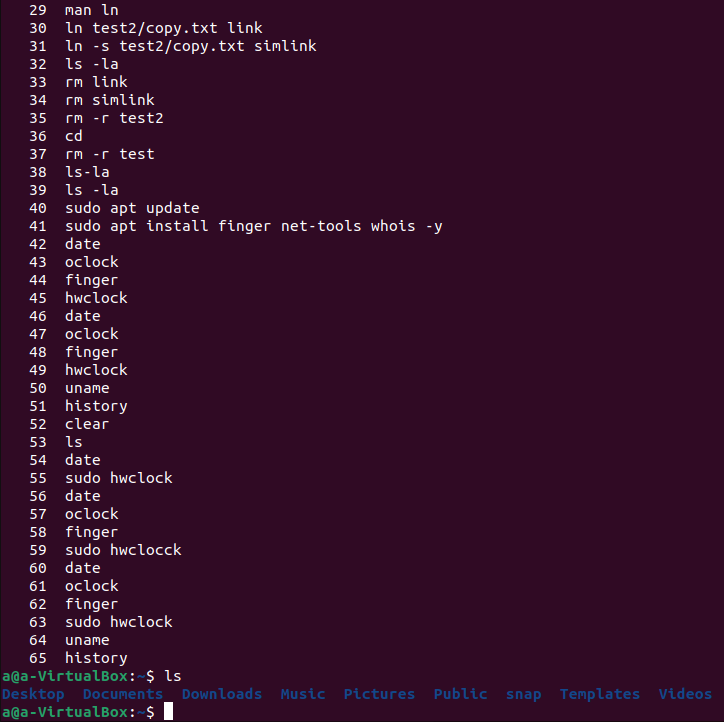 29 man ln
30 ln test2/copy.txt link
31 ln -s test2/copy.txt simlink
32 ls -la
33 rm link
34 rm simlink
35 rm -r test2
36 cd
37 rm -r test
38 ls-la
39 ls -la
40 sudo apt update
41 sudo apt install finger net-tools whois -y
42 date
43 oclock
44 finger
45 hwclock
46 date
47 oclock
48 finger
49 hwclock
50 uname
51 history
52 clear
53 ls
54 date
55 sudo hwclock
56 date
57 oclock
58 finger
59 sudo hwclocck
60 date
61 oclock
62 finger
63 sudo hwclock
64 uname
65 history
a@a-VirtualBox:~$ ls
Desktop Documents Downloads Music Pictures Public snap Templates Videos
a@a-VirtualBox:~$